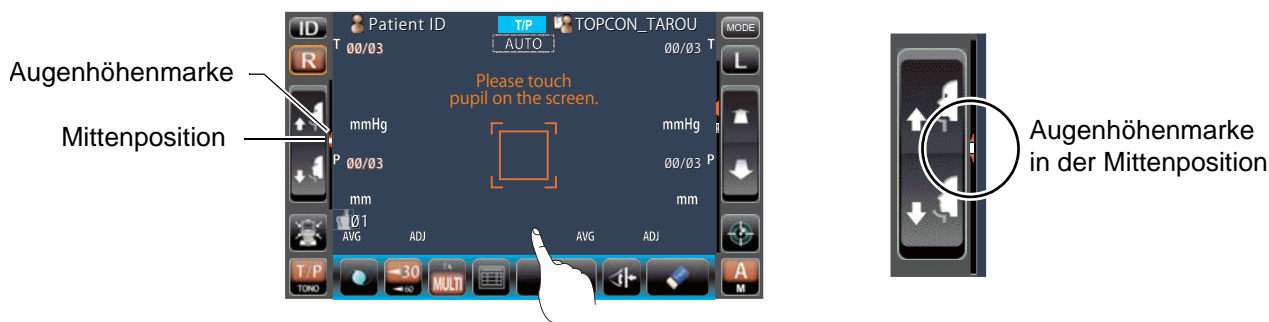 Augenhöhenmarke
Mittenposition
ID
Patient ID
T/P
TOPCON_TAROU
MODE
R
T 00/03
AUTO
00/03 T
L
Please touch
pupil on the screen.
mmHg
mmHg
P 00/03
00/03 P
mm
mm
01
AVG
ADJ
AVG
ADJ
T/P
TONO
30
60
Tx
MULTI
A
M
Augenhöhenmarke
in der Mittenposition